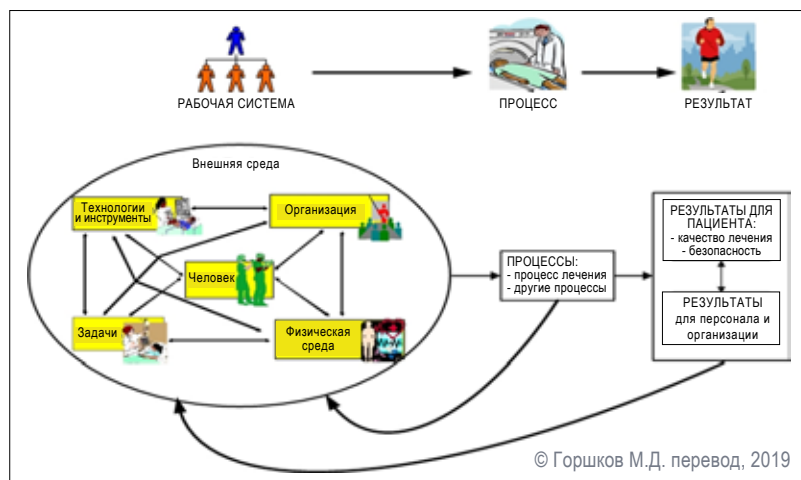 РАБОЧАЯ СИСТЕМА
ПРОЦЕСС
РЕЗУЛЬТАТ
Внешняя среда
Технологии
и инструменты
Организация
Человек
Задачи
Физическая
среда
ПРОЦЕССЫ:
- процесс лечения
- другие процессы
РЕЗУЛЬТАТЫ ДЛЯ
ПАЦИЕНТА:
- качество лечения
- безопасность
РЕЗУЛЬТАТЫ
для персонала и
организации
© Горшков М.Д. перевод, 2019